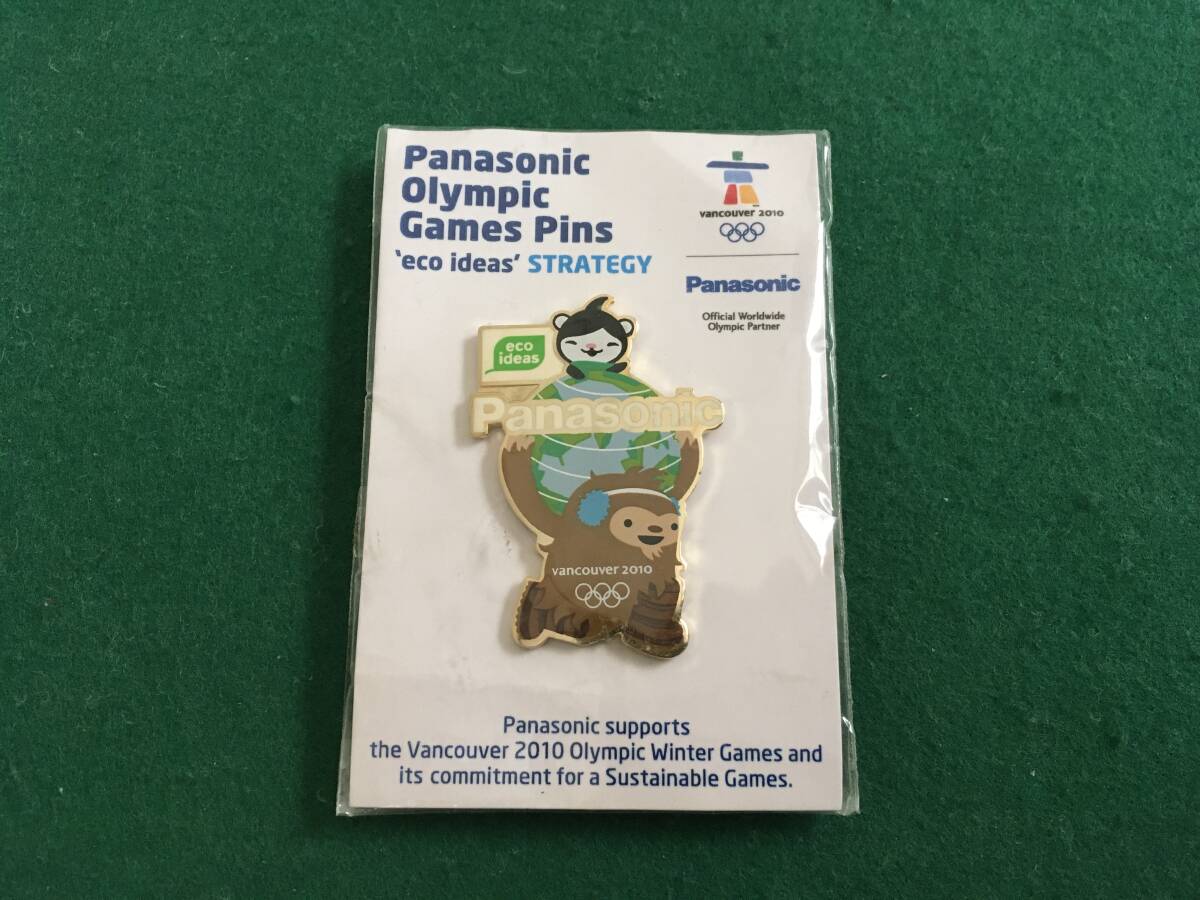 Panasonic
Olympic
Games Pins
'eco ideas' STRATEGY
vancouver 2010
Panasonic
Official Worldwide
Olympic Partner
eco
ideas
Panasonic
vancouver 2010
Panasonic supports
the Vancouver 2010 Olympic Winter Games and
its commitment for a Sustainable Games.